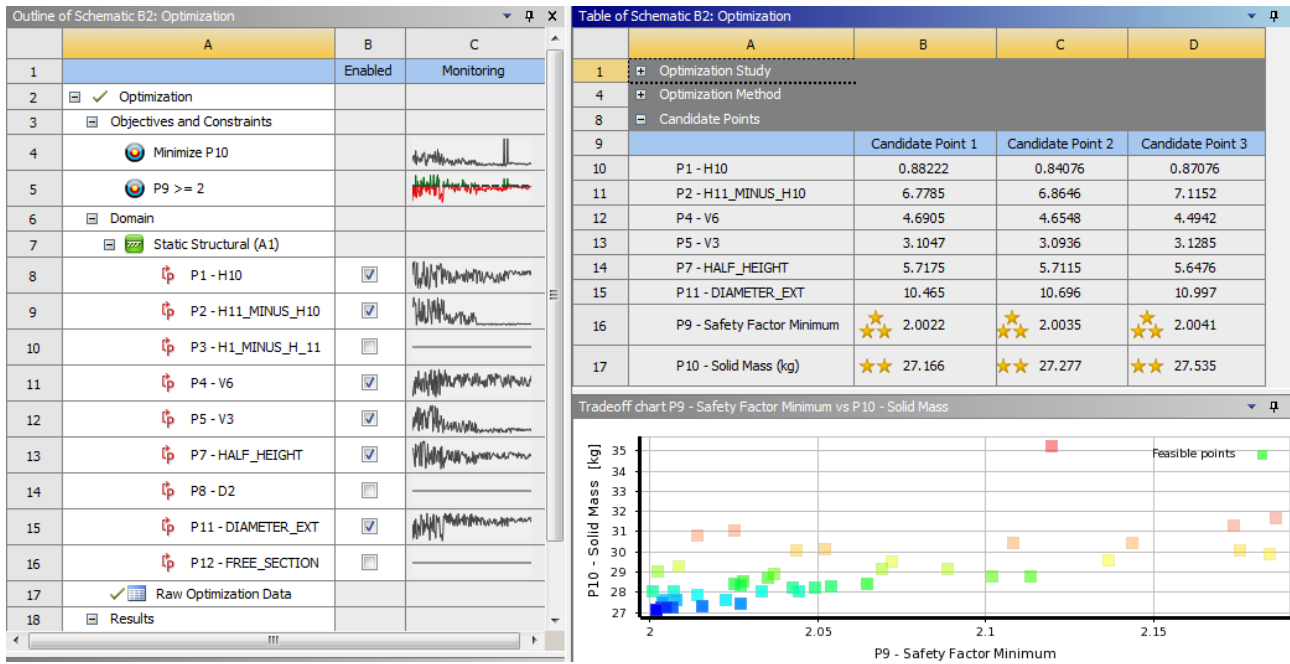 Outline of Schematic B2: Optimization
A B C
1 Enabled Monitoring
2 Optimization
3 Objectives and Constraints
4 Minimize P10
5 P9 >= 2
6 Domain
7 Static Structural (A1)
8 P1 - H10
9 P2 - H11_MINUS_H10
10 P3 - H1_MINUS_H_11
11 P4 - V6
12 P5 - V3
13 P7 - HALF_HEIGHT
14 P8 - D2
15 P11 - DIAMETER_EXT
16 P12 - FREE_SECTION
17 Raw Optimization Data
18 Results
Table of Schematic B2: Optimization
A B C D
1 Optimization Study
4 Optimization Method
8 Candidate Points
9 Candidate Point 1 Candidate Point 2 Candidate Point 3
10 P1 - H10 0.88222 0.84076 0.87076
11 P2 - H11_MINUS_H10 6.7785 6.8646 7.1152
12 P4 - V6 4.6905 4.6548 4.4942
13 P5 - V3 3.1047 3.0936 3.1285
14 P7 - HALF_HEIGHT 5.7175 5.7115 5.6476
15 P11 - DIAMETER_EXT 10.465 10.696 10.997
16 P9 - Safety Factor Minimum 2.0022 2.0035 2.0041
17 P10 - Solid Mass (kg) 27.166 27.277 27.535
Tradeoff chart P9 - Safety Factor Minimum vs P10 - Solid Mass
P10 - Solid Mass [kg]
35
34
33
32
31
30
29
28
27
Feasible points
2 2.05 2.1 2.15
P9 - Safety Factor Minimum